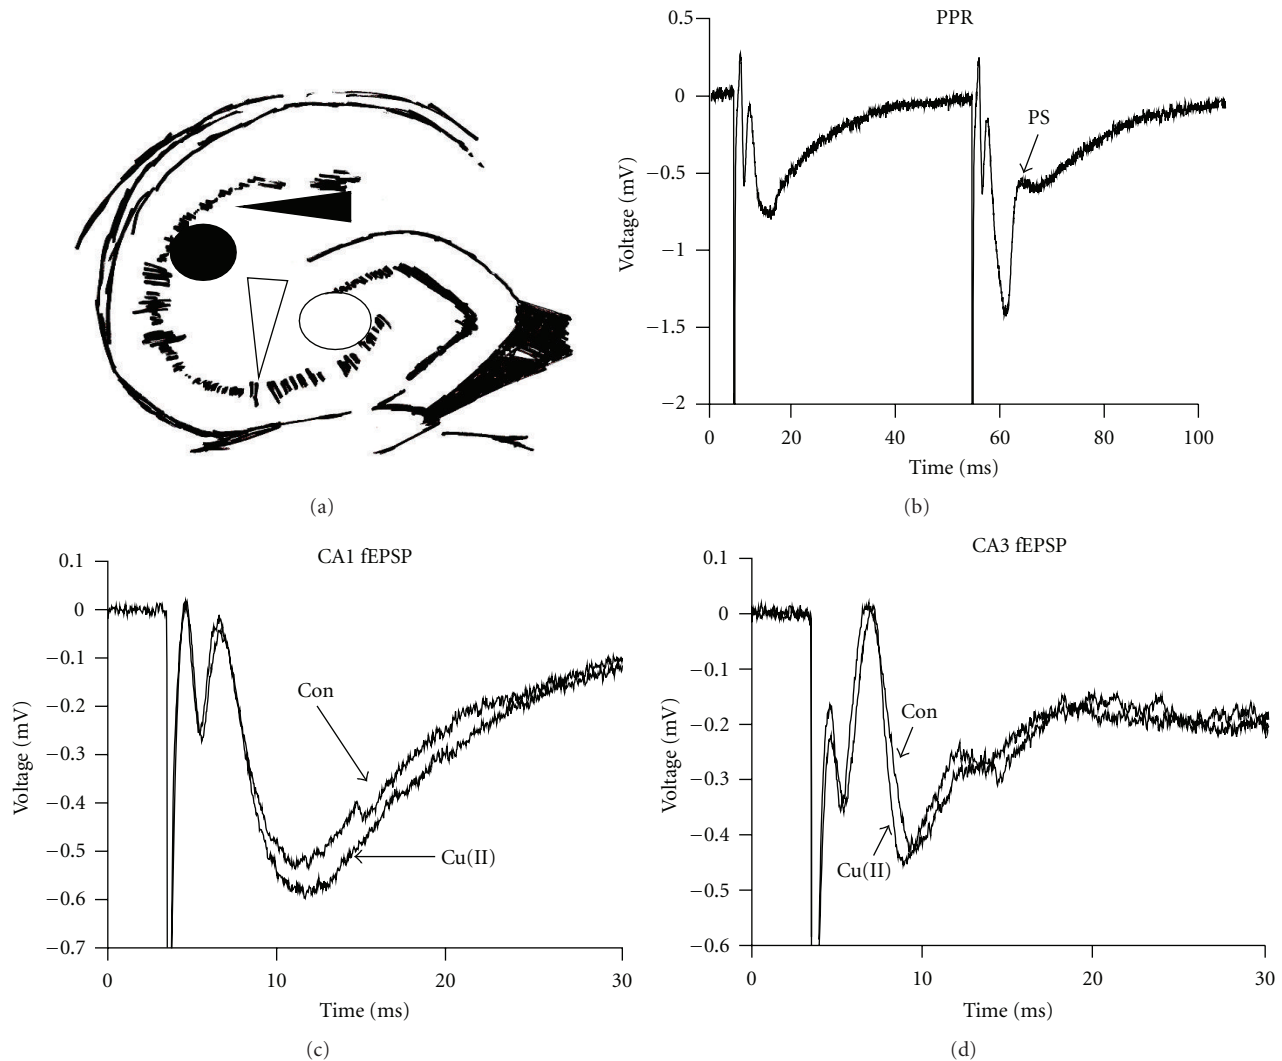 PPR
0.5
0
−0.5
−1
−1.5
−2
Voltage (mV)
PS
0 20 40 60 80 100
Time (ms)
(a)
(b)
CA1 fEPSP
0.1
0
−0.1
−0.2
−0.3
−0.4
−0.5
−0.6
−0.7
Voltage (mV)
Con
Cu(II)
0 10 20 30
Time (ms)
(c)
CA3 fEPSP
0.1
0
−0.1
−0.2
−0.3
−0.4
−0.5
−0.6
Voltage (mV)
Con
Cu(II)
0 10 20 30
Time (ms)
(d)